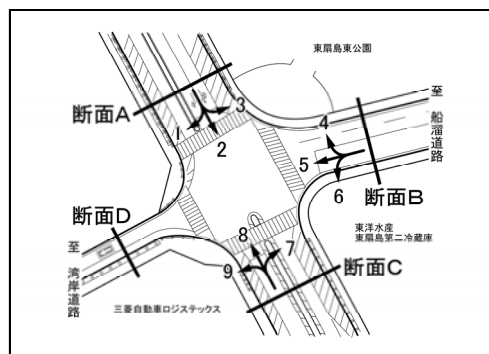 東扇島東公園
断面A
3
1
2
4
5
6
至
船溜道路
断面B
断面D
8
7
9
東洋水産
東扇島第二冷蔵庫
断面C
至
湾岸道路
三菱自動車ロジステックス